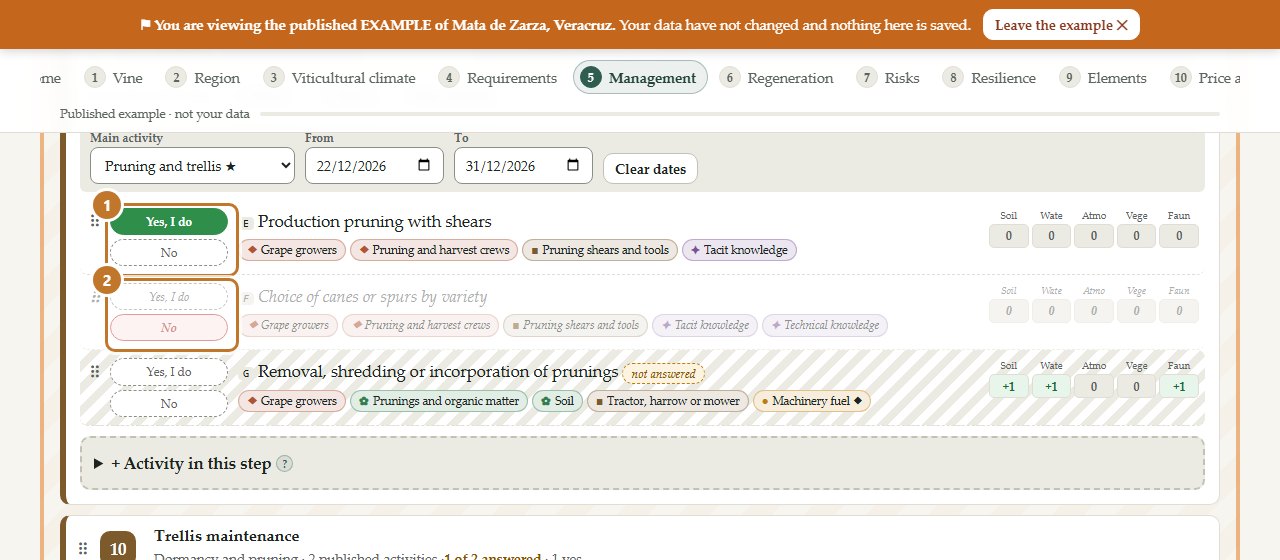 ⚑ You are viewing the published EXAMPLE of Mata de Zarza, Veracruz. Your data have not changed and nothing here is saved. Leave the example ✕
me 1 Vine 2 Region 3 Viticultural climate 4 Requirements 5 Management 6 Regeneration 7 Risks 8 Resilience 9 Elements 10 Price a
Published example · not your data
Main activity From To
Pruning and trellis ★ 22/12/2026 31/12/2026 Clear dates
1
Yes, I do E Production pruning with shears Soil Wate Atmo Vege Faun
0 0 0 0 0
No ◆ Grape growers ◆ Pruning and harvest crews ■ Pruning shears and tools ✦ Tacit knowledge
2
Yes, I do F Choice of canes or spurs by variety Soil Wate Atmo Vege Faun
0 0 0 0 0
No ◆ Grape growers ◆ Pruning and harvest crews ■ Pruning shears and tools ✦ Tacit knowledge ✦ Technical knowledge
Yes, I do G Removal, shredding or incorporation of prunings not answered Soil Wate Atmo Vege Faun
+1 +1 0 0 +1
No ◆ Grape growers ✿ Prunings and organic matter ✿ Soil ■ Tractor, harrow or mower ● Machinery fuel ◆
▶ + Activity in this step ?
10 Trellis maintenance
Dormancy and pruning · 2 published activities · 1 of 2 answered · 1 yes